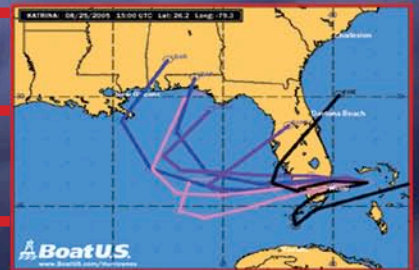 KATRINA: 08/25/2005 15:00 UTC Lat: 26.2 Long: -79.3
Charleston
New Orleans
Daytona Beach
BoatU.S.
www.BoatUS.com/hurricanes